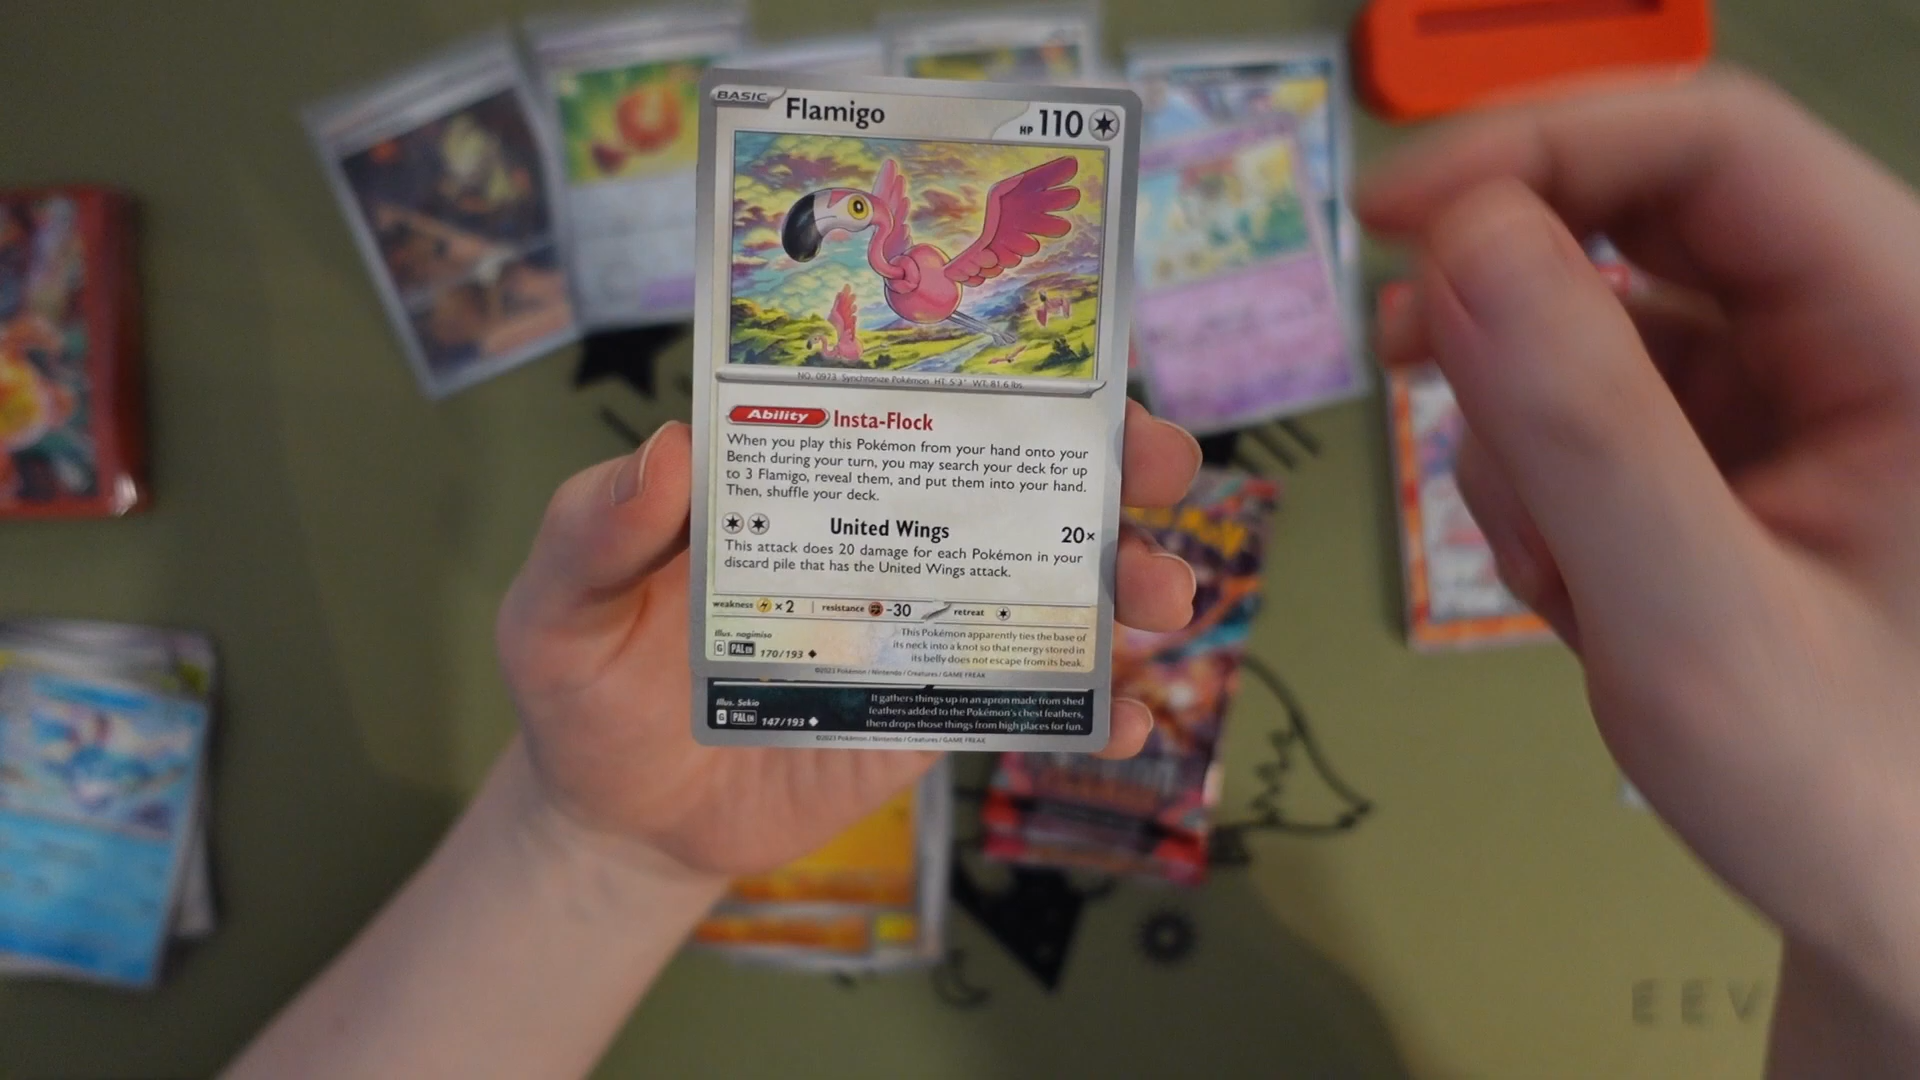 BASIC
Flamigo
HP 110
NO. 0973 Synchronize Pokémon HT: 5'3" WT: 81.6 lbs.
Ability Insta-Flock
When you play this Pokémon from your hand onto your
Bench during your turn, you may search your deck for up
to 3 Flamigo, reveal them, and put them into your hand.
Then, shuffle your deck.
United Wings 20×
This attack does 20 damage for each Pokémon in your
discard pile that has the United Wings attack.
weakness ×2 resistance -30 retreat
Illus. nagimiso
This Pokémon apparently ties the base of
its neck into a knot so that energy stored in
its belly does not escape from its beak.
G PAL EN 170/193
©2023 Pokémon / Nintendo / Creatures / GAME FREAK
Illus. Sekio
It gathers things up in an apron made from shed
feathers added to the Pokémon's chest feathers,
then drops those things from high places for fun.
G PAL EN 147/193
©2023 Pokémon / Nintendo / Creatures / GAME FREAK
EEV